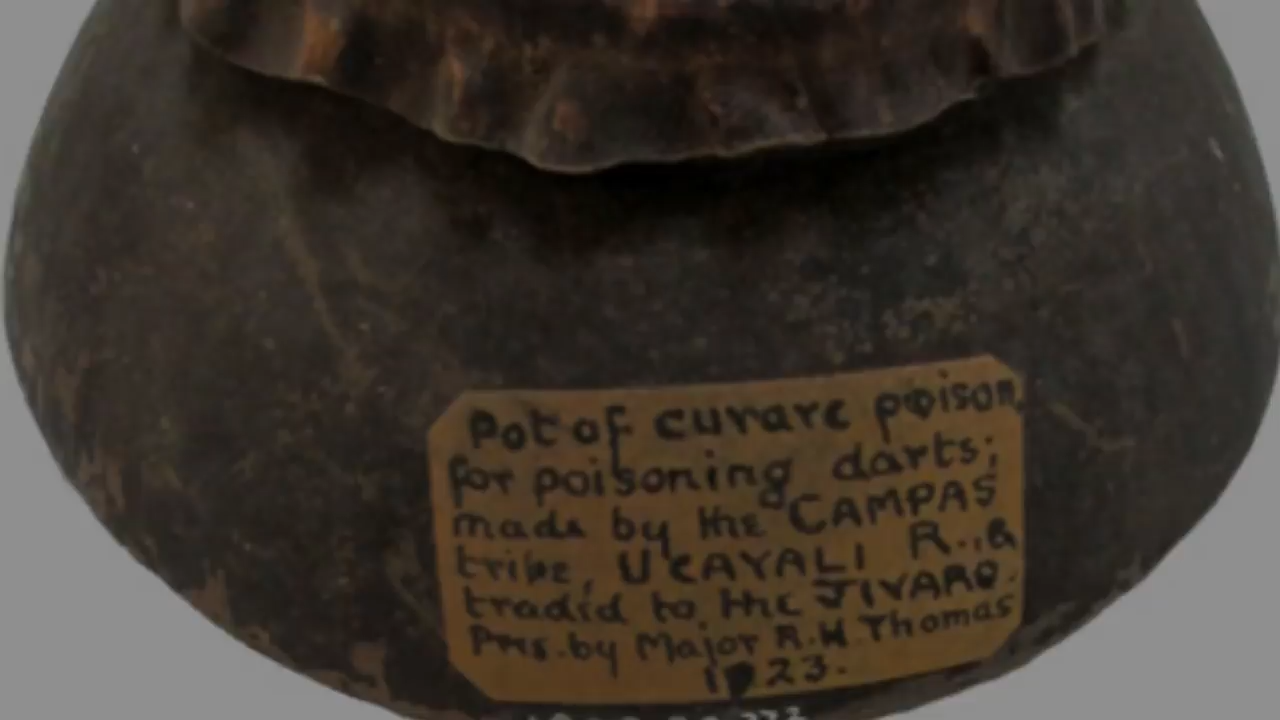 Pot of curare poison,
for poisoning darts;
made by the CAMPAS
tribe, UCAYALI R., &
tradid to the JIVARO.
Pres. by Major R.H. Thomas
1923.